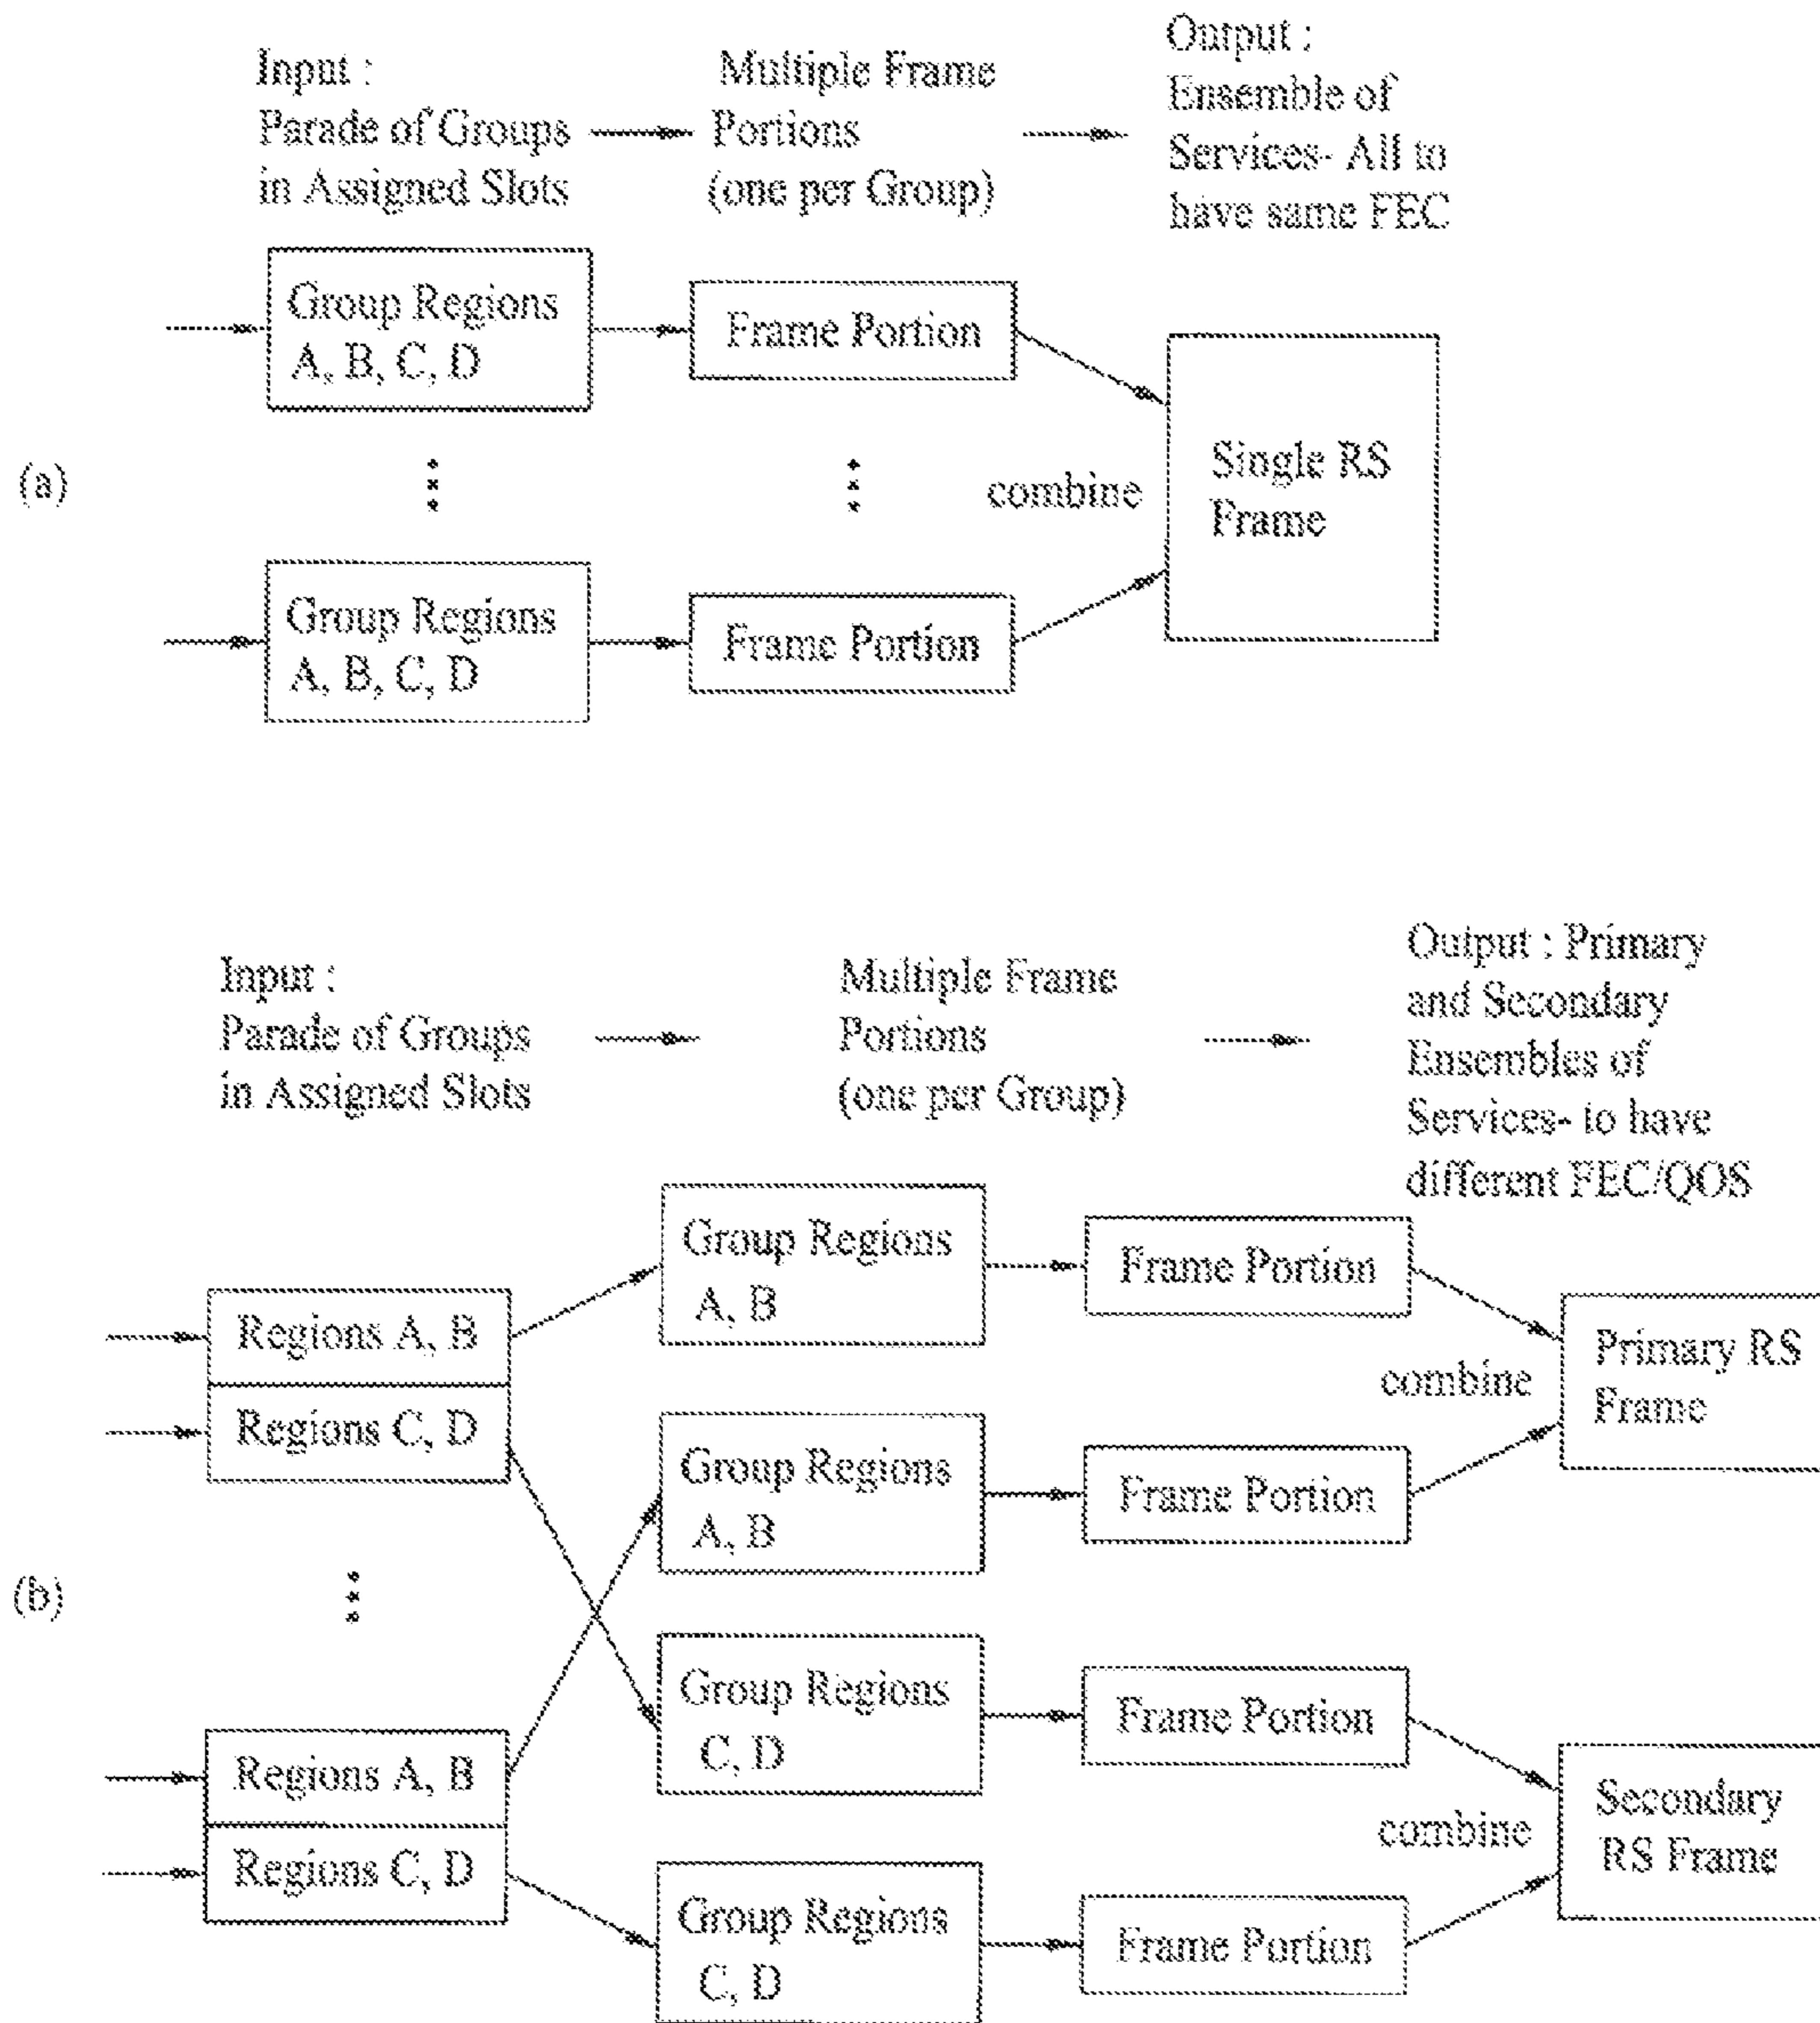 Input :
Parade of Groups
in Assigned Slots
Multiple Frame
Portions
(one per Group)
Output :
Ensemble of
Services- All to
have same FEC
(a)
Group Regions
A, B, C, D
Frame Portion
Group Regions
A, B, C, D
Frame Portion
combine
Single RS
Frame
Input :
Parade of Groups
in Assigned Slots
Multiple Frame
Portions
(one per Group)
Output : Primary
and Secondary
Ensembles of
Services- to have
different FEC/QOS
(b)
Regions A, B
Regions C, D
Regions A, B
Regions C, D
Group Regions
A, B
Group Regions
A, B
Group Regions
C, D
Group Regions
C, D
Frame Portion
Frame Portion
Frame Portion
Frame Portion
combine
Primary RS
Frame
combine
Secondary
RS Frame